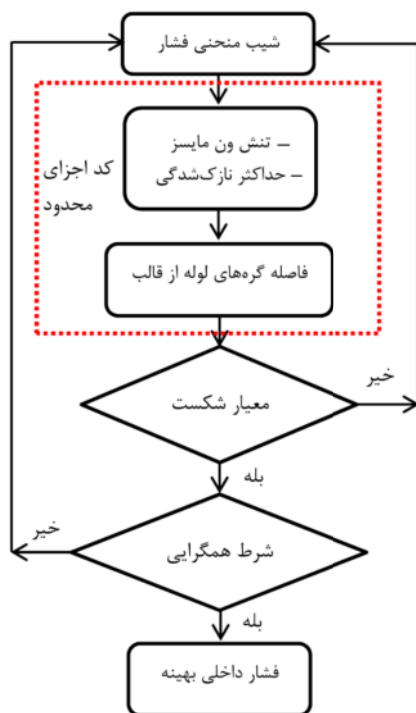 شیب منحنی فشار
– تنش ون مایسز
– حداکثر نازک‌شدگی
کد اجزای
محدود
فاصله گره‌های لوله از قالب
معیار شکست
خیر
بله
شرط همگرایی
خیر
بله
فشار داخلی بهینه